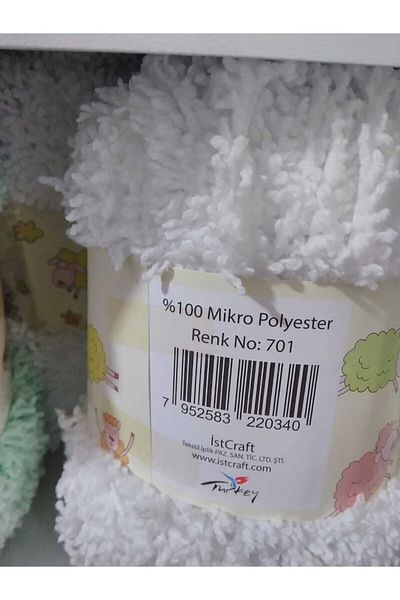 %100 Mikro Polyester
Renk No: 701
7 952583 220340
İstCraft
Tekstil İplik PAZ. SAN. TİC. LTD. ŞTİ.
www.istcraft.com
Turkey